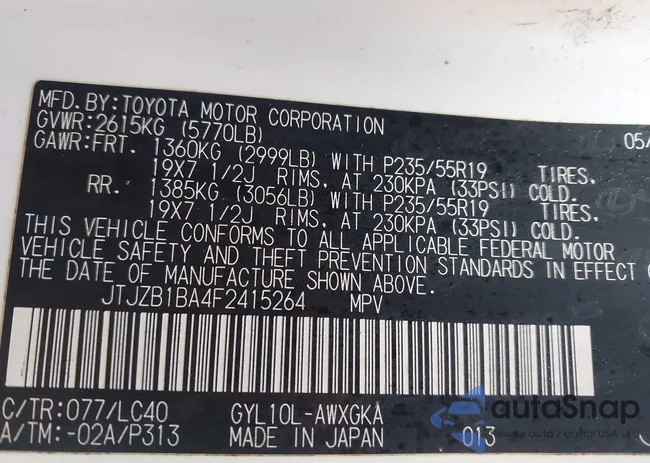 MFD. BY: TOYOTA MOTOR CORPORATION 05/
GVWR: 2615KG (5770LB)
GAWR: FRT. 1360KG (2999LB) WITH P235/55R19 TIRES,
19X7 1/2J RIMS, AT 230KPA (33PSI) COLD.
RR. 1385KG (3056LB) WITH P235/55R19 TIRES,
19X7 1/2J RIMS, AT 230KPA (33PSI) COLD.
THIS VEHICLE CONFORMS TO ALL APPLICABLE FEDERAL MOTOR
VEHICLE SAFETY AND THEFT PREVENTION STANDARDS IN EFFECT
THE DATE OF MANUFACTURE SHOWN ABOVE.
JTJZB1BA4F2415264 MPV
C/TR: 077/LC40 GYL10L-AWXGKA
A/TM: -02A/P313 MADE IN JAPAN 013
autoSnap